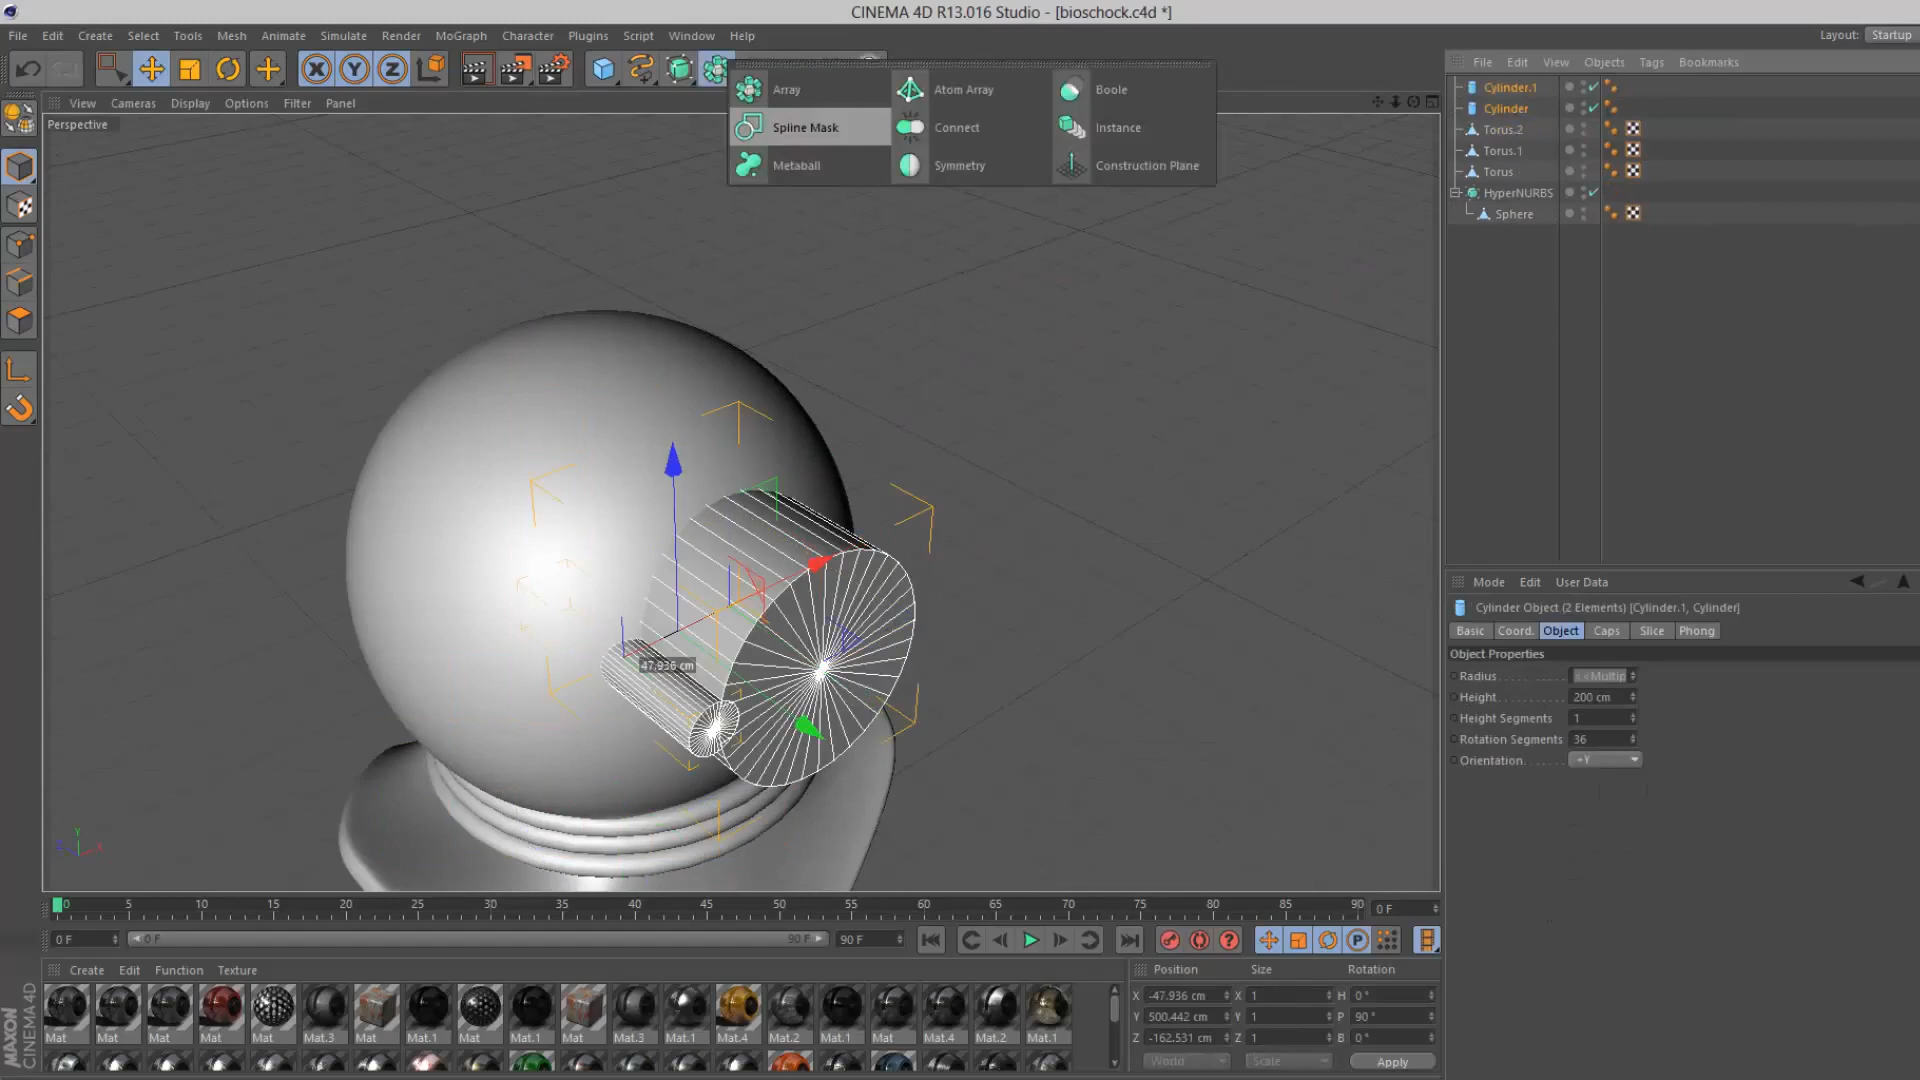 CINEMA 4D R13.016 Studio - [bioschock.c4d *]
File Edit Create Select Tools Mesh Animate Simulate Render MoGraph Character Plugins Script Window Help
Layout: Startup
File Edit View Objects Tags Bookmarks
Array Atom Array Boole
Spline Mask Connect Instance
Metaball Symmetry Construction Plane
View Cameras Display Options Filter Panel
Perspective
Cylinder.1
Cylinder
Torus.2
Torus.1
Torus
HyperNURBS
Sphere
47.936 cm
Mode Edit User Data
Cylinder Object (2 Elements) [Cylinder.1, Cylinder]
Basic Coord. Object Caps Slice Phong
Object Properties
Radius <<Multip
Height 200 cm
Height Segments 1
Rotation Segments 36
Orientation +Y
Y
X
0 5 10 15 20 25 30 35 40 45 50 55 60 65 70 75 80 85 90 0 F
0 F 0 F 90 F 90 F
P
Create Edit Function Texture
Position Size Rotation
X -47.936 cm X 1 H 0 °
Y 500.442 cm Y 1 P 90 °
Z -162.531 cm Z 1 B 0 °
World Scale Apply
Mat Mat Mat Mat Mat Mat.3 Mat Mat.1 Mat Mat.1 Mat Mat.3 Mat.1 Mat.4 Mat.2 Mat.1 Mat Mat.4 Mat.2 Mat.1
MAXON
CINEMA 4D